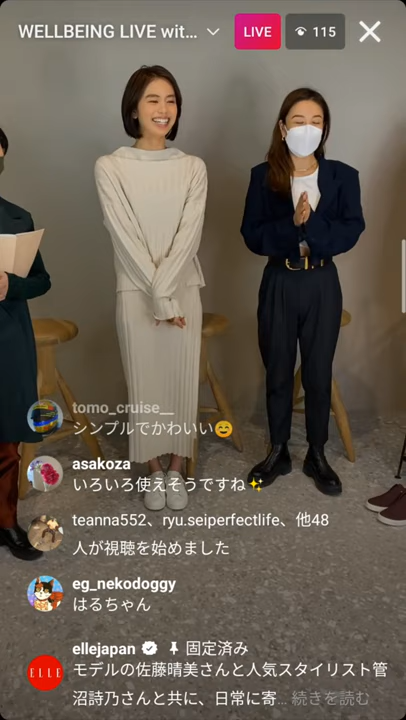 WELLBEING LIVE wit...
LIVE
115
tomo_cruise__
シンプルでかわいい😊
asakoza
いろいろ使えそうですね✨
teanna552、ryu.seiperfectlife、他48
人が視聴を始めました
eg_nekodoggy
はるちゃん
ellejapan 固定済み
ELLE
モデルの佐藤晴美さんと人気スタイリスト管
沼詩乃さんと共に、日常に寄... 続きを読む